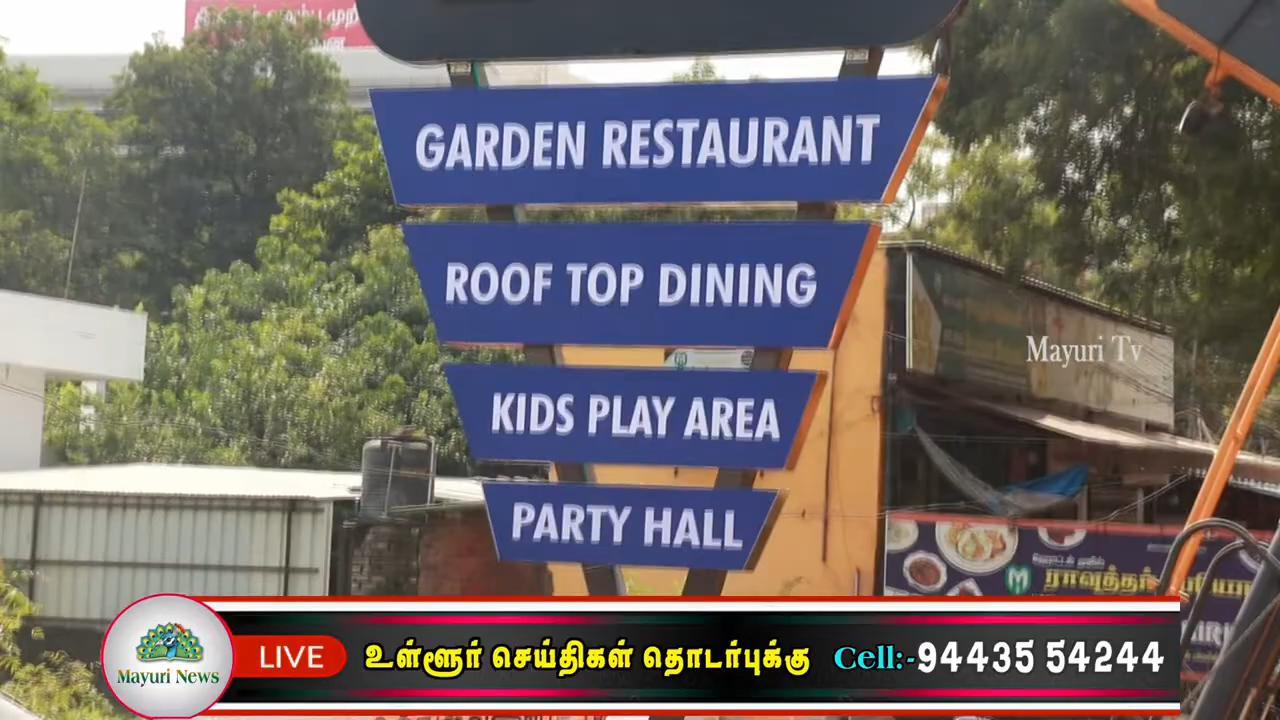 GARDEN RESTAURANT
ROOF TOP DINING
Mayuri Tv
KIDS PLAY AREA
PARTY HALL
ராவுத்தர்
Mayuri News
LIVE
உள்ளூர் செய்திகள் தொடர்புக்கு
Cell:-94435 54244